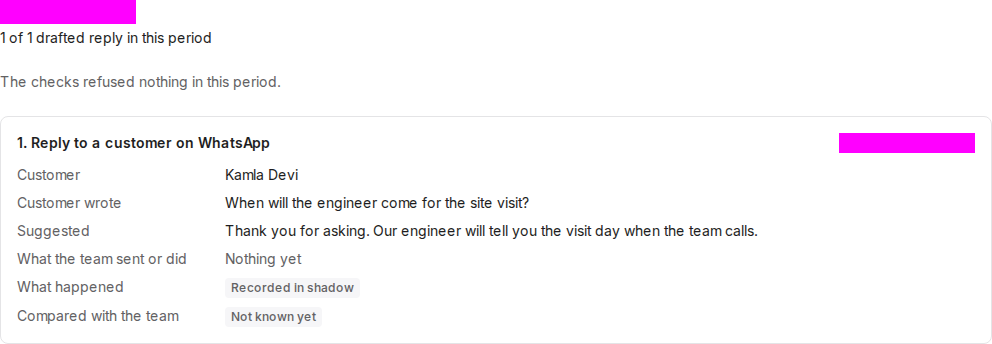 1 of 1 drafted reply in this period
The checks refused nothing in this period.
1. Reply to a customer on WhatsApp
Customer Kamla Devi
Customer wrote When will the engineer come for the site visit?
Suggested Thank you for asking. Our engineer will tell you the visit day when the team calls.
What the team sent or did Nothing yet
What happened Recorded in shadow
Compared with the team Not known yet